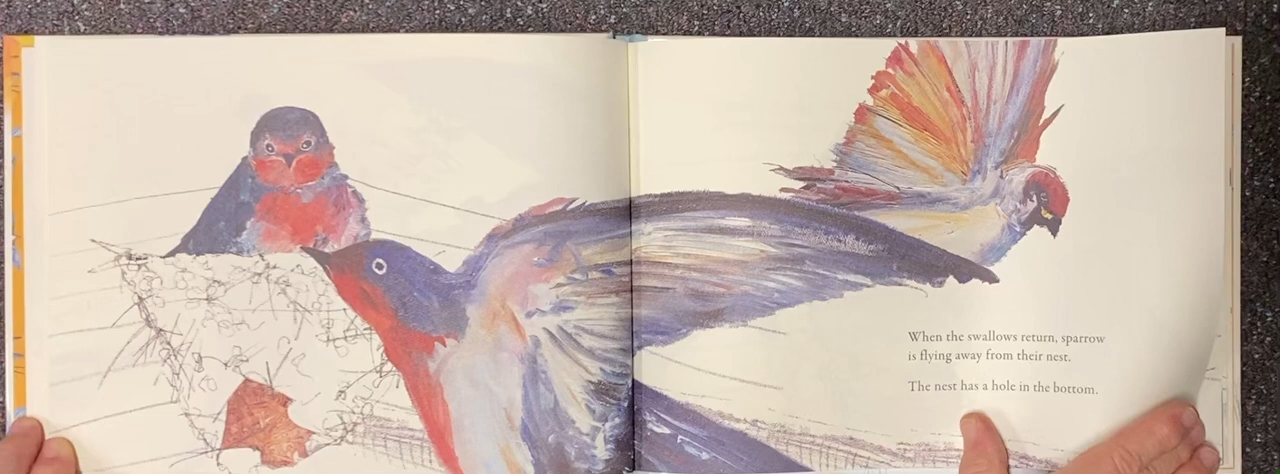 When the swallows return, sparrow
is flying away from their nest.
The nest has a hole in the bottom.